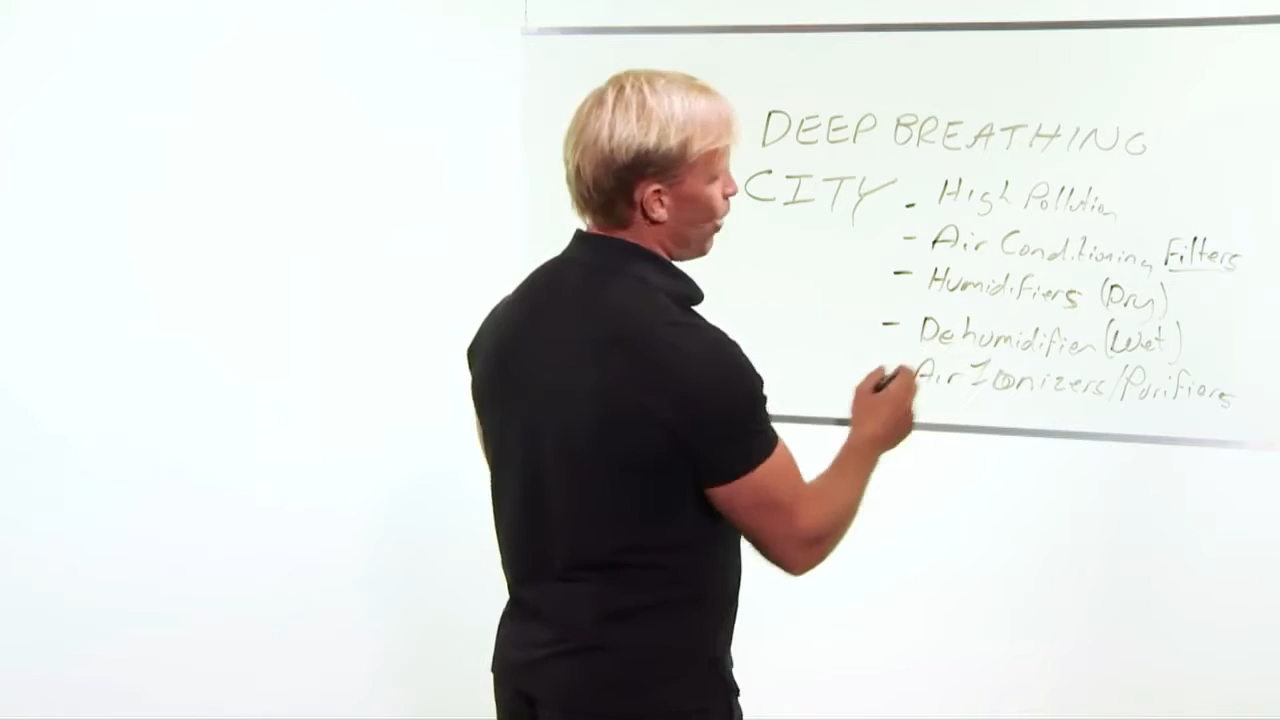 DEEP BREATHING
CITY - High Pollution
- Air Conditioning Filters
- Humidifiers (Dry)
- Dehumidifier (Wet)
Air Ionizers/Purifiers